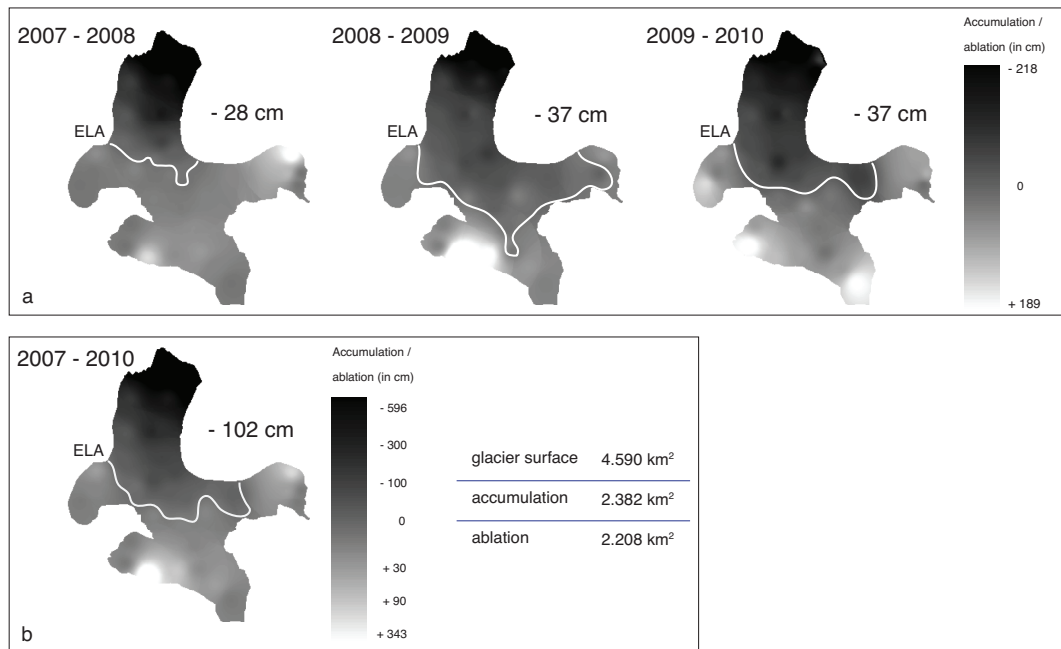 2007 - 2008
2008 - 2009
2009 - 2010
Accumulation /
ablation (in cm)
- 218
0
+ 189
ELA
- 28 cm
- 37 cm
ELA
- 37 cm
a
2007 - 2010
Accumulation /
ablation (in cm)
- 596
- 300
- 100
0
+ 30
+ 90
+ 343
ELA
- 102 cm
glacier surface 4.590 km²
accumulation 2.382 km²
ablation 2.208 km²
b